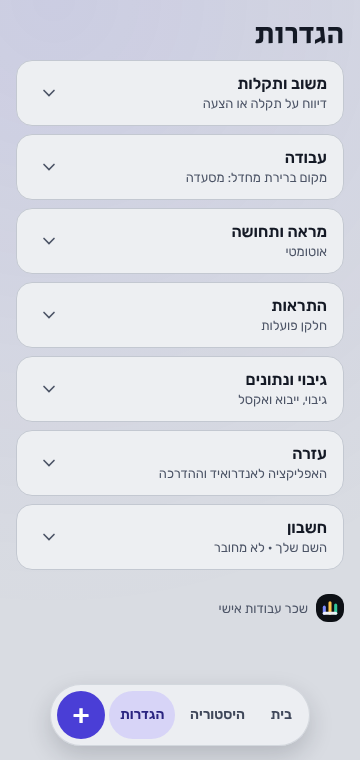 הגדרות
משוב ותקלות
דיווח על תקלה או הצעה
עבודה
מקום ברירת מחדל: מסעדה
מראה ותחושה
אוטומטי
התראות
חלקן פועלות
גיבוי ונתונים
גיבוי, ייבוא ואקסל
עזרה
האפליקציה לאנדרואיד וההדרכה
חשבון
השם שלך • לא מחובר
שכר עבודות אישי
בית היסטוריה הגדרות +